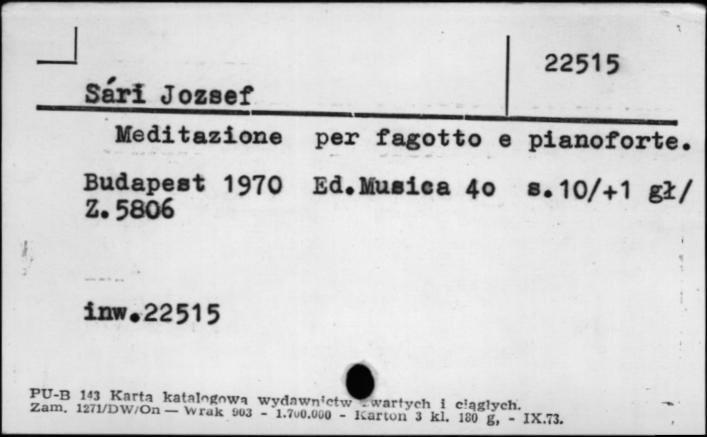 22515
Sári Jozsef
Meditazione per fagotto e pianoforte.
Budapest 1970 Ed.Musica 4o s.10/+1 gł/
Z.5806
inw.22515
PU-B 143 Karta katalogowa wydawnictw zwartych i ciągłych.
Zam. 1271/DW/On — Wrak 903 - 1.700.000 - Karton 3 kl. 180 g, - IX.73.